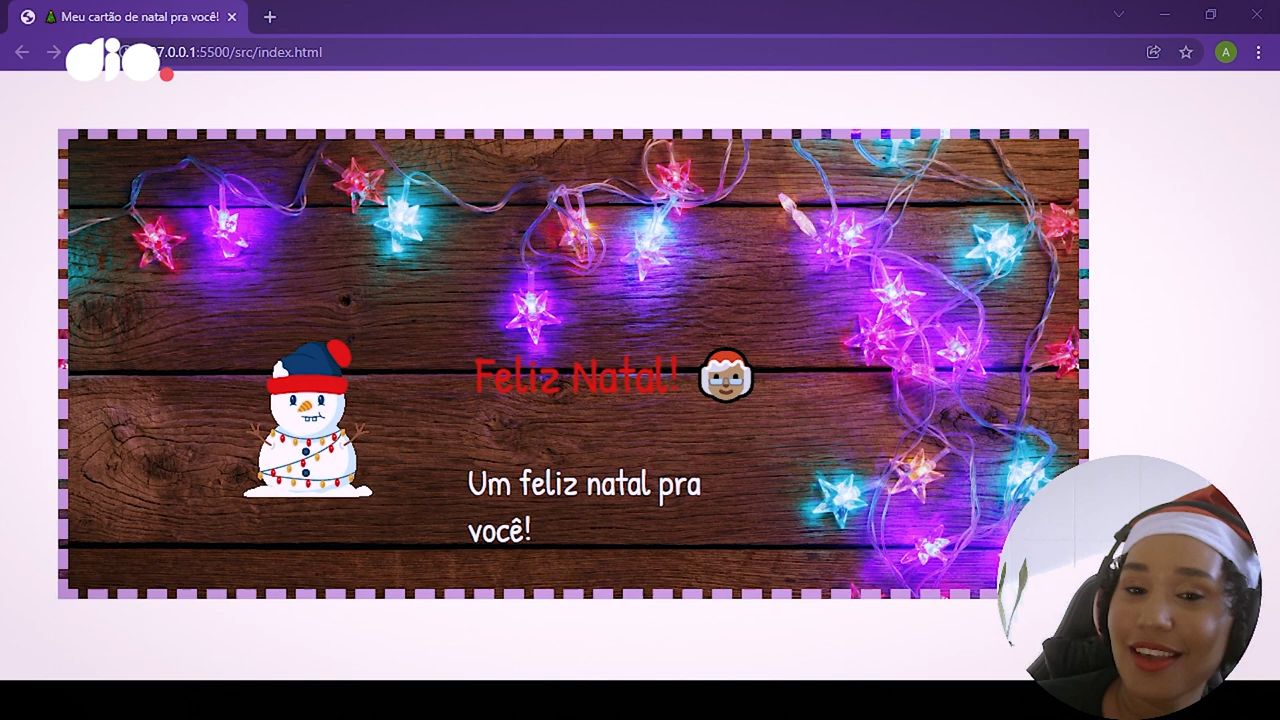 Meu cartão de natal pra você!
7.0.0.1:5500/src/index.html
A
dio.
Feliz Natal!
Um feliz natal pra
você!